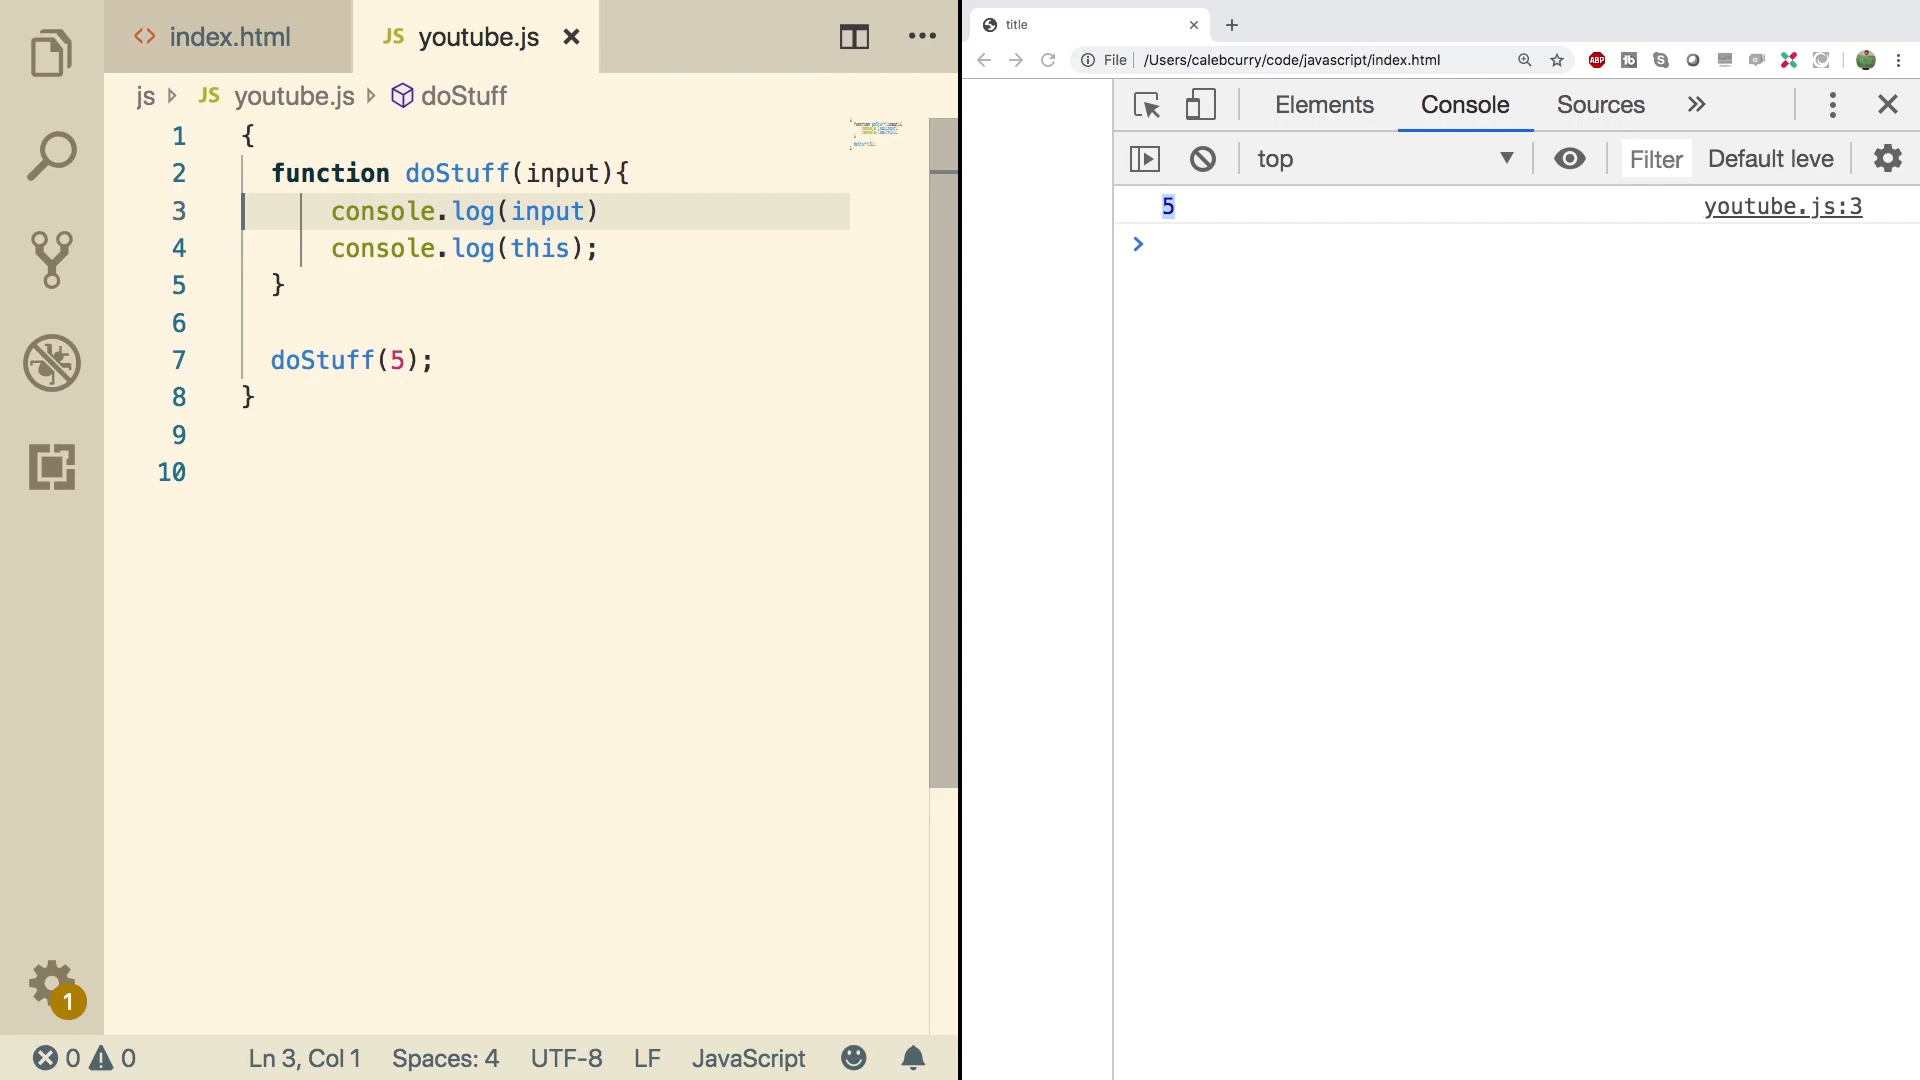 index.html
JS youtube.js
js JS youtube.js doStuff
1 {
2 function doStuff(input){
3 console.log(input)
4 console.log(this);
5 }
6
7 doStuff(5);
8 }
9
10
1
0 0 Ln 3, Col 1 Spaces: 4 UTF-8 LF JavaScript
title
File /Users/calebcurry/code/javascript/index.html ABP
Elements Console Sources
top Filter Default leve
5 youtube.js:3